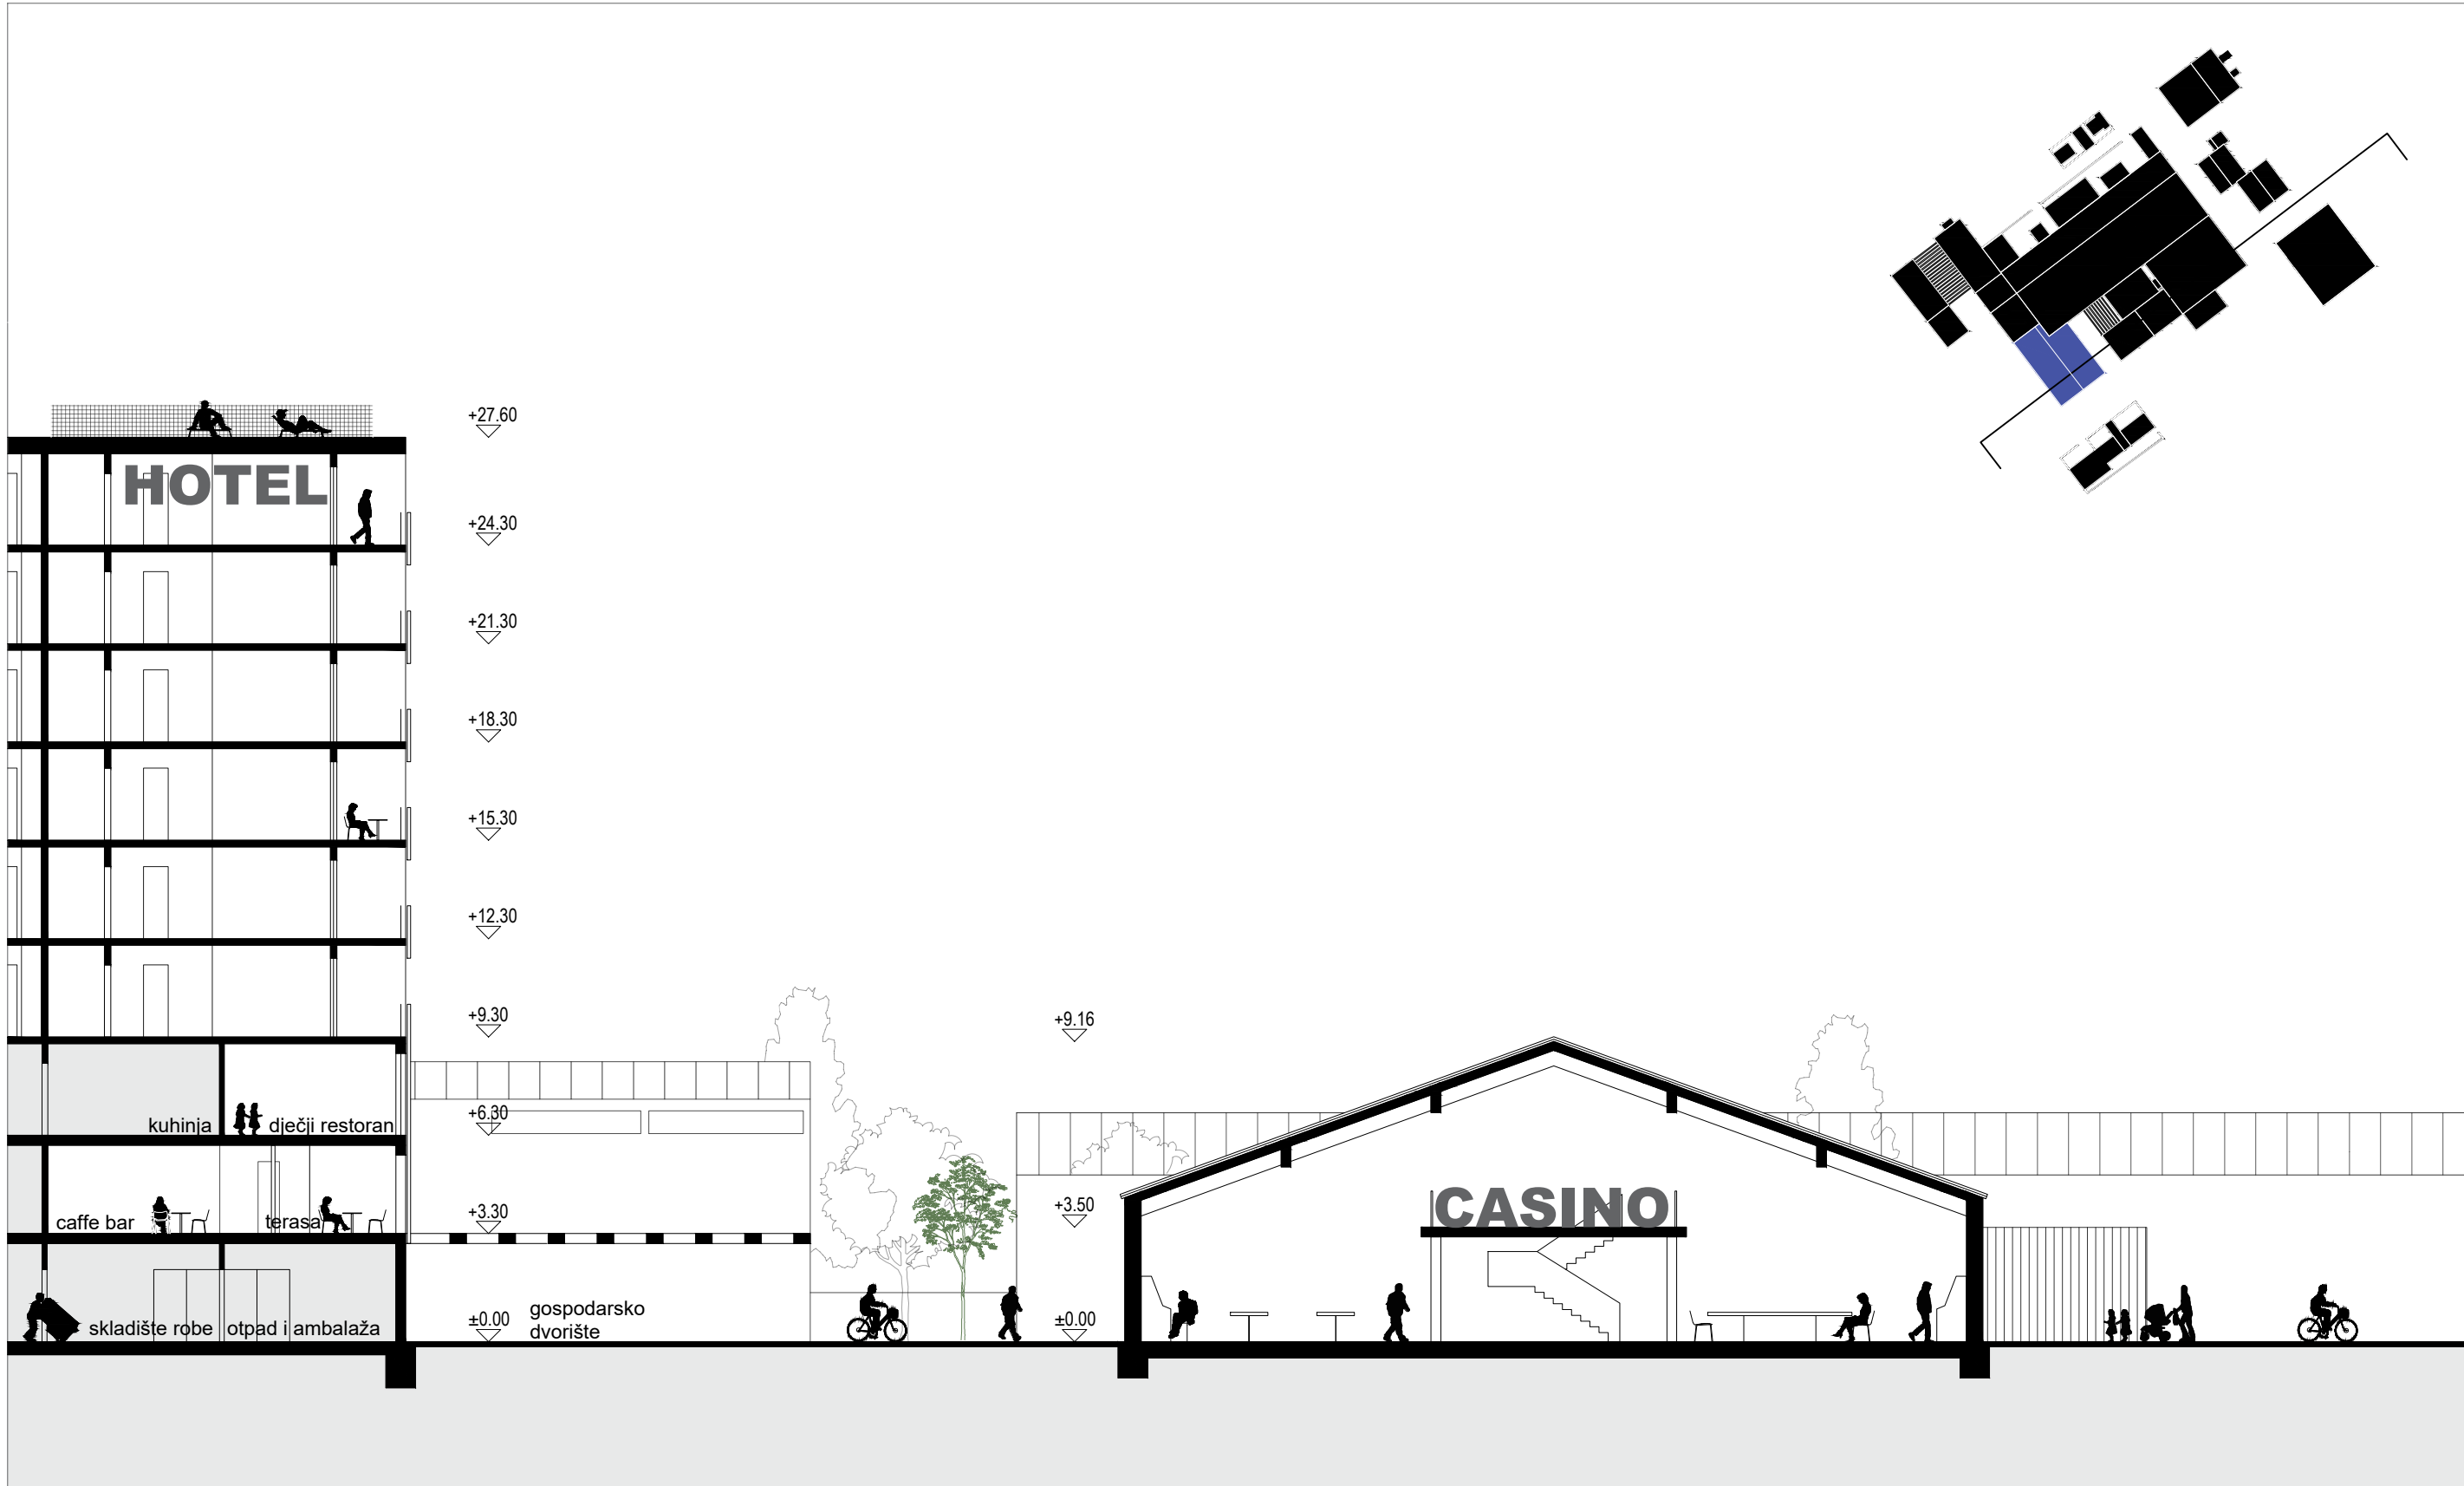 +27.60
HOTEL
+24.30
+21.30
+18.30
+15.30
+12.30
+9.30
+9.16
+6.30
kuhinja
dječji restoran
+3.50
CASINO
+3.30
caffe bar
terasa
±0.00
gospodarsko
dvorište
±0.00
skladište robe
otpad i ambalaža